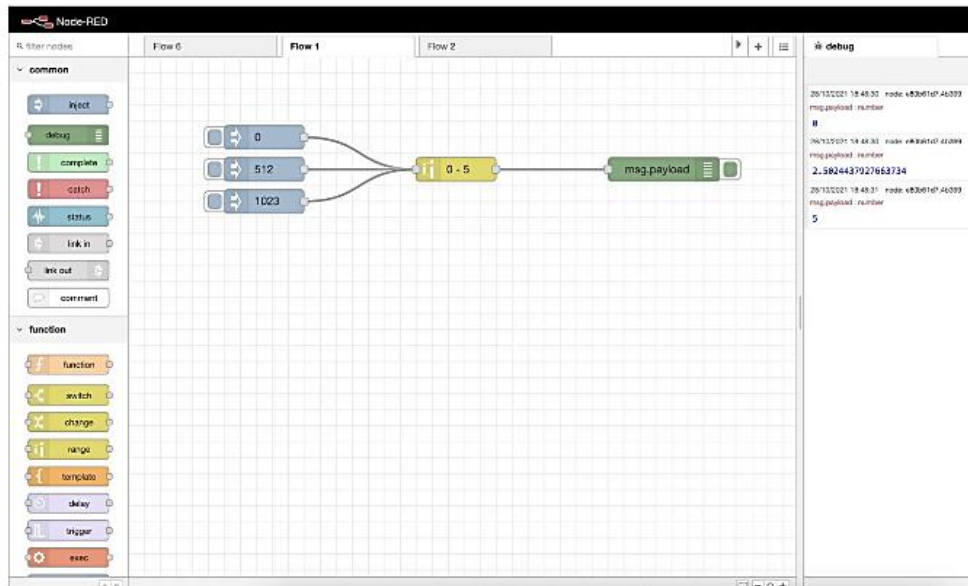 Node-RED
filter nodes
Flow 6
Flow 1
Flow 2
debug
common
inject
debug
complete
catch
status
link in
link out
comment
function
function
switch
change
range
template
delay
trigger
exec
0
512
1023
0 - 5
msg.payload
msg.payload : number
0
msg.payload : number
2.5024437927663734
msg.payload : number
5